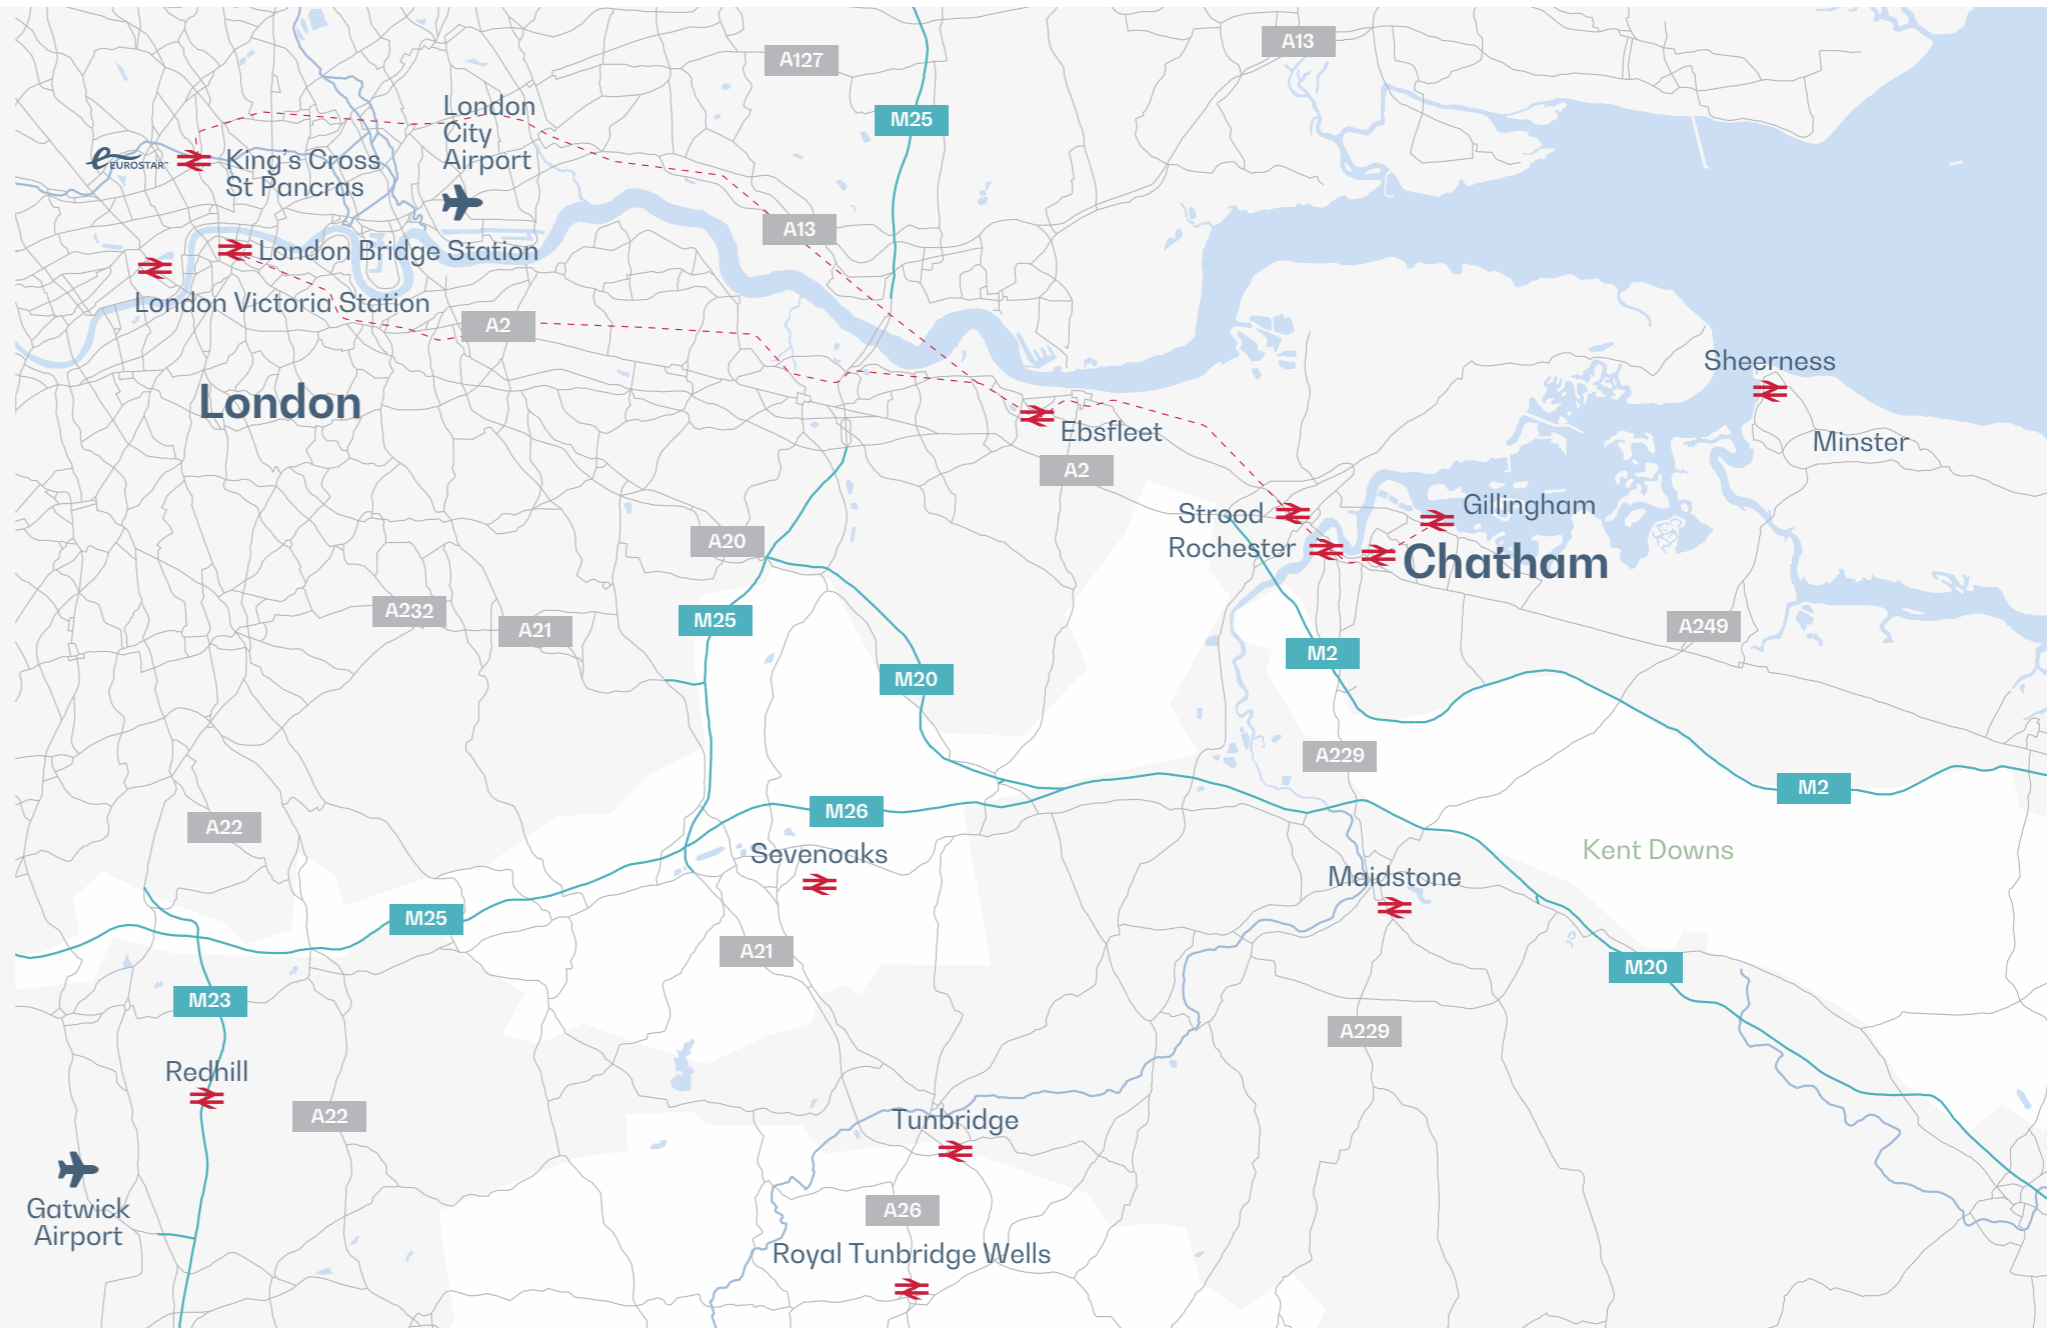 A13
A127
London
City
Airport
M25
e EUROSTAR™
King's Cross
St Pancras
A13
London Bridge Station
London Victoria Station
A2
Sheerness
London
Ebsfleet
Minster
A2
Gillingham
Strood
Rochester
Chatham
A20
A232
M25
A21
A249
M2
M20
A229
M2
M26
A22
Kent Downs
Sevenoaks
Maidstone
M25
A21
M20
M23
A229
Redhill
A22
Tunbridge
Gatwick
Airport
A26
Royal Tunbridge Wells